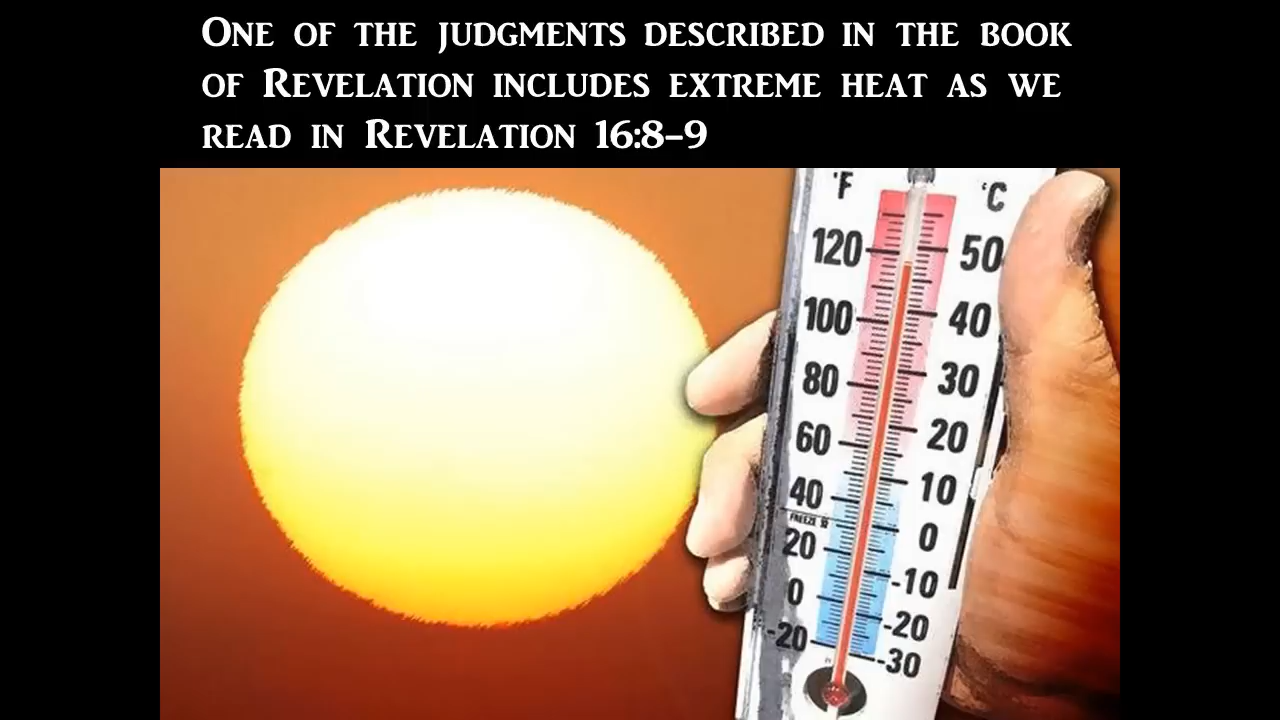 One of the judgments described in the book
of Revelation includes extreme heat as we
read in Revelation 16:8–9
°F °C
120 50
100 40
80 30
60 20
40 10
FREEZE 32
20 0
0 -10
-20 -20
-30